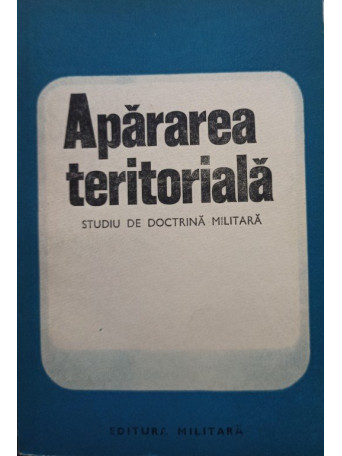 Apărarea
teritorială
STUDIU DE DOCTRINĂ MILITARĂ
EDITURA MILITARĂ